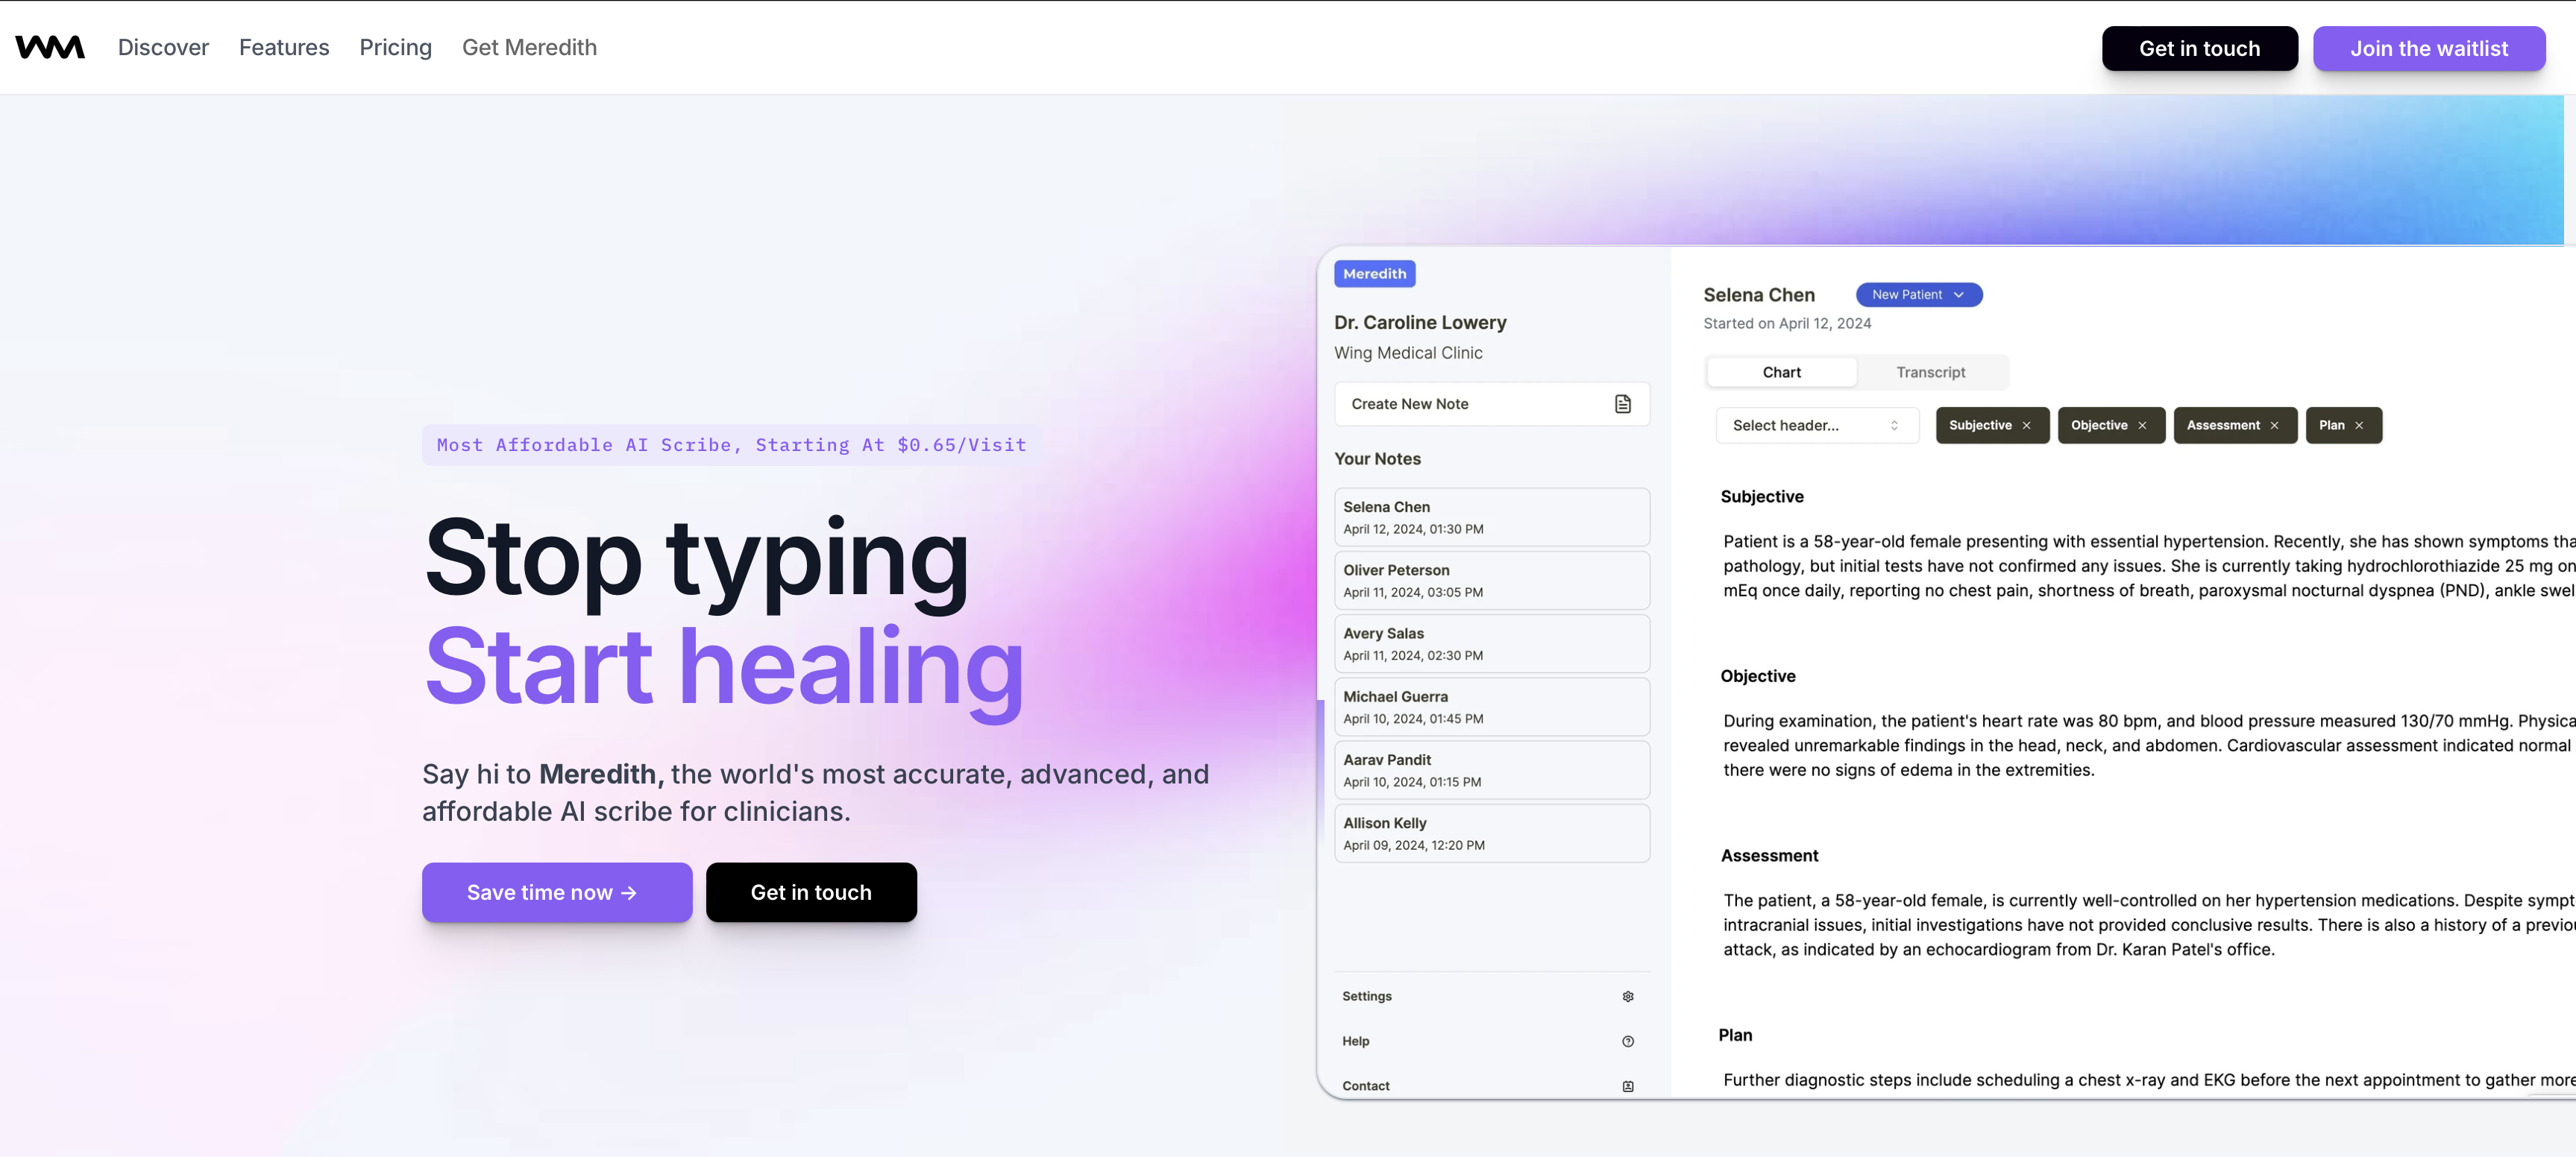 WM
Discover
Features
Pricing
Get Meredith
Get in touch
Join the waitlist
Most Affordable AI Scribe, Starting At $0.65/Visit
Stop typing
Start healing
Say hi to Meredith, the world's most accurate, advanced, and
affordable AI scribe for clinicians.
Save time now →
Get in touch
Meredith
Dr. Caroline Lowery
Wing Medical Clinic
Create New Note
Your Notes
Selena Chen
April 12, 2024, 01:30 PM
Oliver Peterson
April 11, 2024, 03:05 PM
Avery Salas
April 11, 2024, 02:30 PM
Michael Guerra
April 10, 2024, 01:45 PM
Aarav Pandit
April 10, 2024, 01:15 PM
Allison Kelly
April 09, 2024, 12:20 PM
Settings
Help
Contact
Selena Chen
New Patient
Started on April 12, 2024
Chart
Transcript
Select header...
Subjective
Objective
Assessment
Plan
Subjective
Patient is a 58-year-old female presenting with essential hypertension. Recently, she has shown symptoms
pathology, but initial tests have not confirmed any issues. She is currently taking hydrochlorothiazide 25 mg
mEq once daily, reporting no chest pain, shortness of breath, paroxysmal nocturnal dyspnea (PND), ankle
Objective
During examination, the patient's heart rate was 80 bpm, and blood pressure measured 130/70 mmHg.
revealed unremarkable findings in the head, neck, and abdomen. Cardiovascular assessment indicated normal
there were no signs of edema in the extremities.
Assessment
The patient, a 58-year-old female, is currently well-controlled on her hypertension medications. Despite
intracranial issues, initial investigations have not provided conclusive results. There is also a history of a
attack, as indicated by an echocardiogram from Dr. Karan Patel's office.
Plan
Further diagnostic steps include scheduling a chest x-ray and EKG before the next appointment to gather more